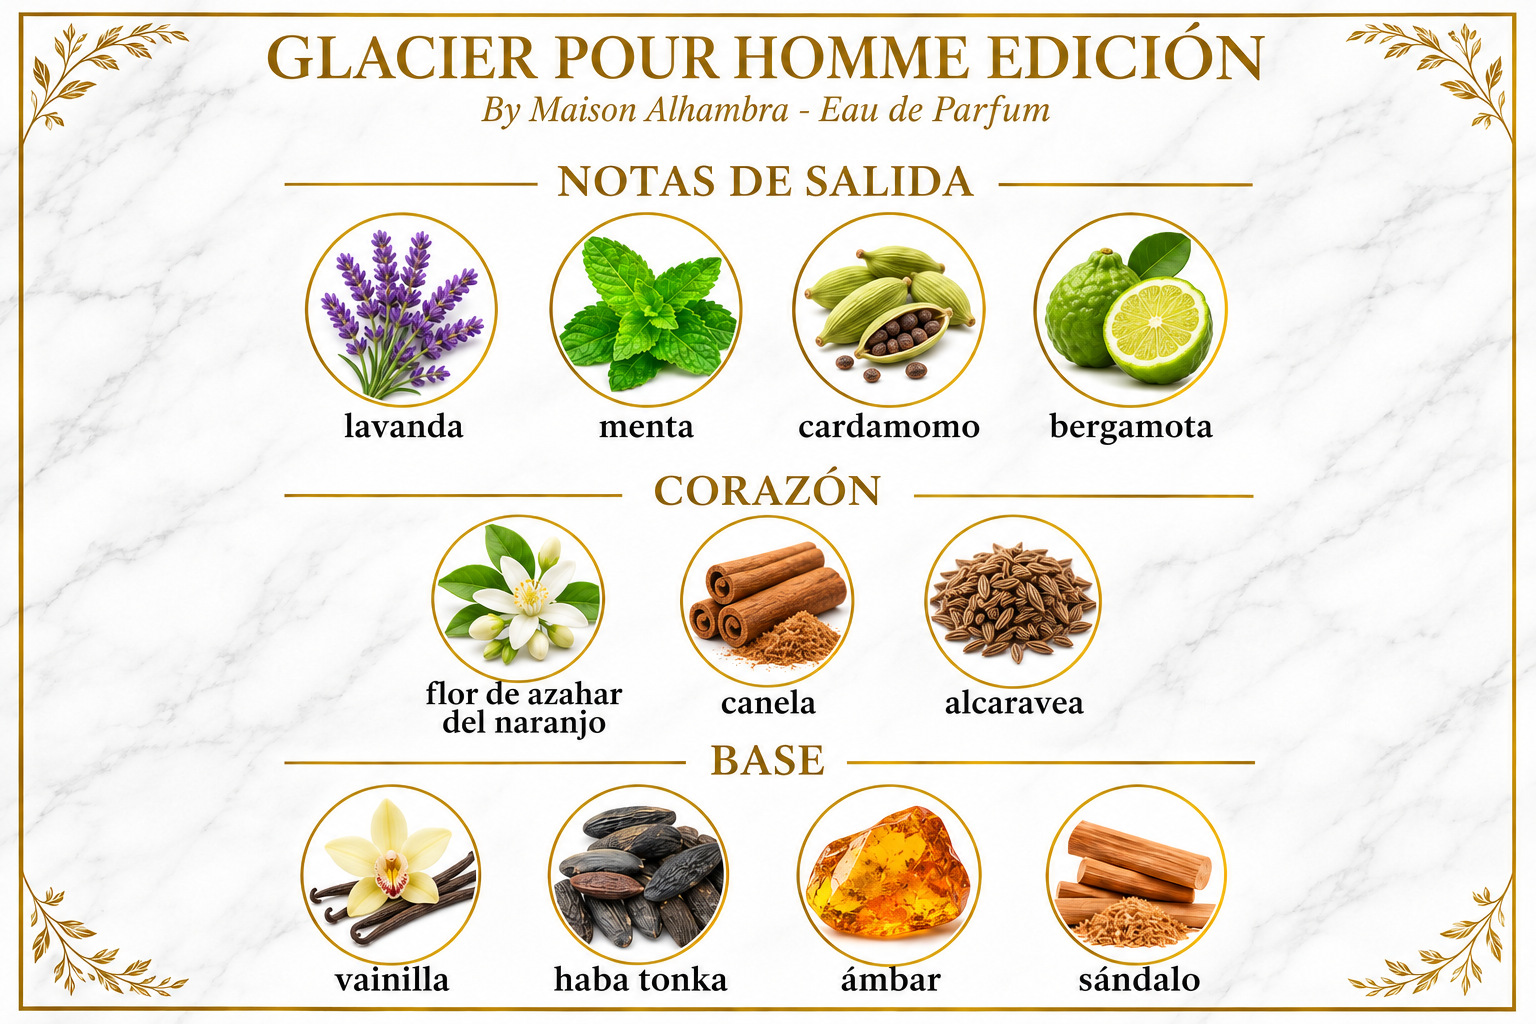 GLACIER POUR HOMME EDICIÓN
By Maison Alhambra - Eau de Parfum
NOTAS DE SALIDA
lavanda
menta
cardamomo
bergamota
CORAZÓN
flor de azahar
del naranjo
canela
alcaravea
BASE
vainilla
haba tonka
ámbar
sándalo